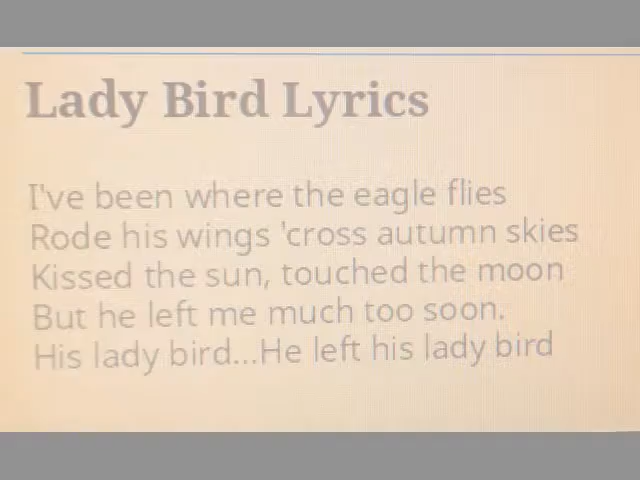 Lady Bird Lyrics
I've been where the eagle flies
Rode his wings 'cross autumn skies
Kissed the sun, touched the moon
But he left me much too soon.
His lady bird...He left his lady bird